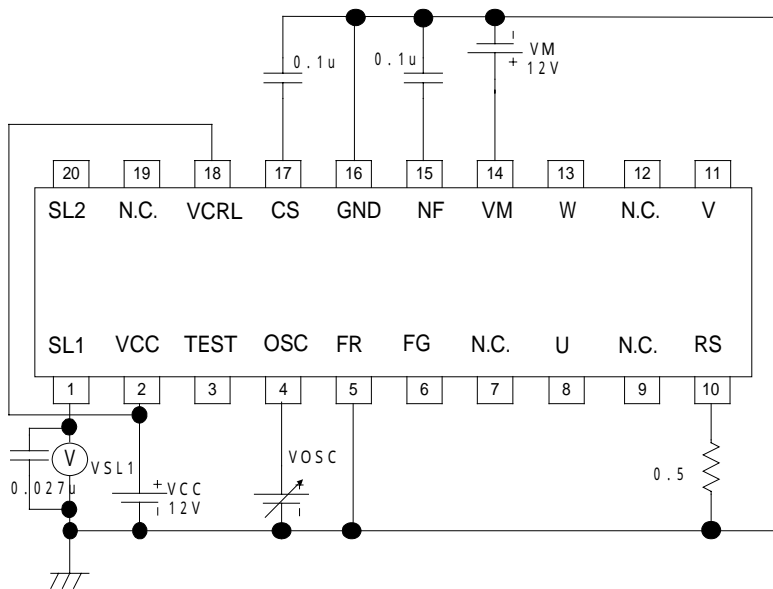 VM
12V
0.1u
0.1u
20 19 18 17 16 15 14 13 12 11
SL2 N.C. VCRL CS GND NF VM W N.C. V
SL1 VCC TEST OSC FR FG N.C. U N.C. RS
1 2 3 4 5 6 7 8 9 10
V
VSL1
0.027u
VCC
12V
VOSC
0.5